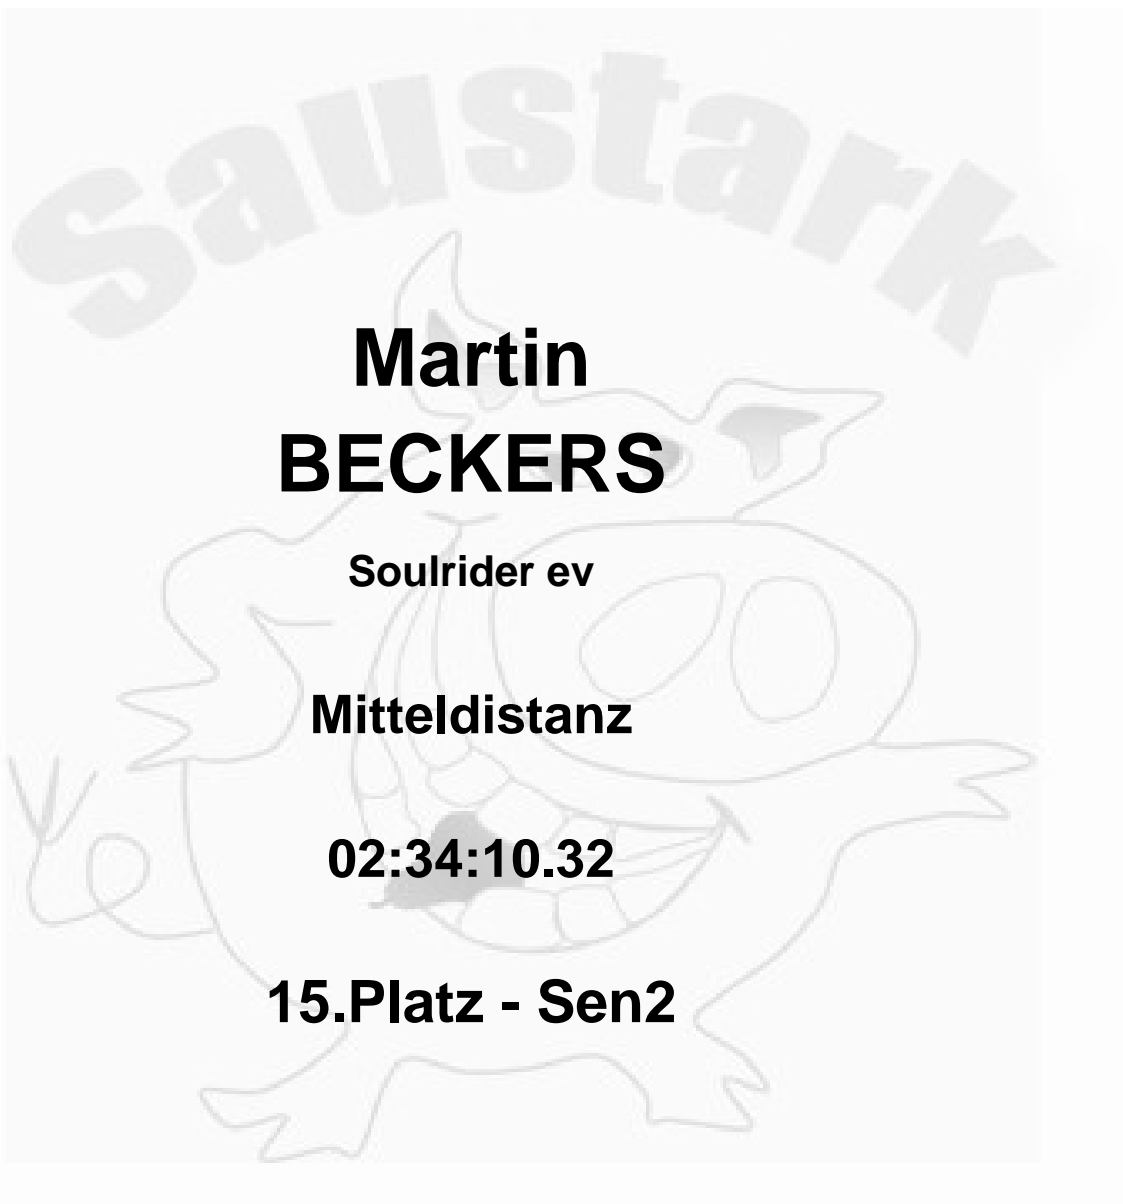 Saustark
Martin
BECKERS
Soulrider ev
Mitteldistanz
02:34:10.32
15.Platz - Sen2